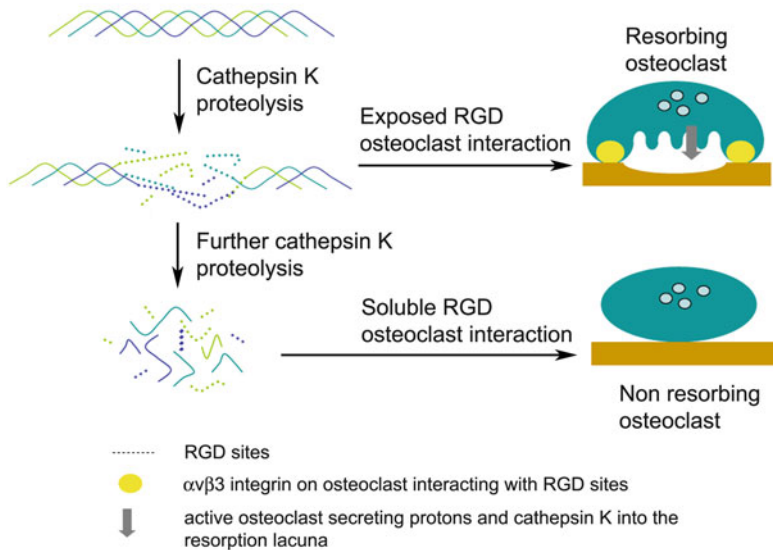 Resorbing
osteoclast
Cathepsin K
proteolysis
Exposed RGD
osteoclast interaction
Further cathepsin K
proteolysis
Soluble RGD
osteoclast interaction
Non resorbing
osteoclast
RGD sites
αvβ3 integrin on osteoclast interacting with RGD sites
active osteoclast secreting protons and cathepsin K into the
resorption lacuna